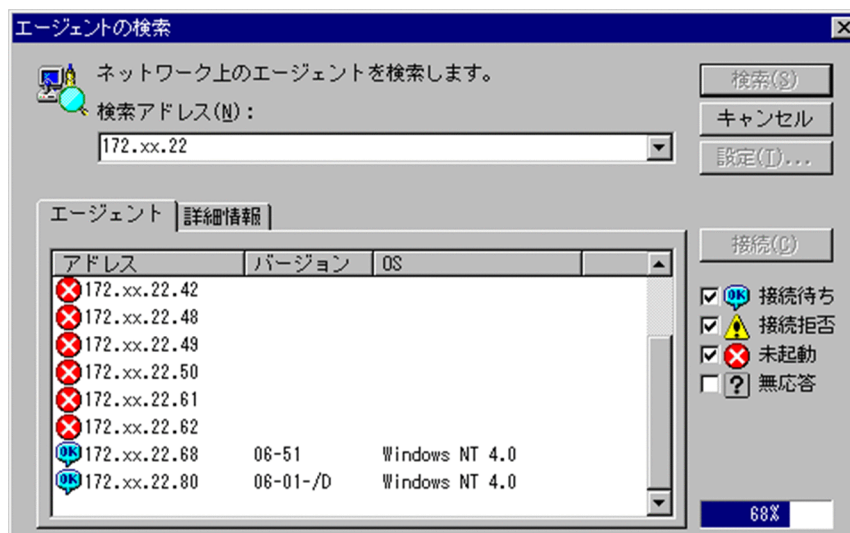 エージェントの検索
ネットワーク上のエージェントを検索します。
検索アドレス(N):
172.xx.22
検索(S)
キャンセル
設定(T)...
エージェント 詳細情報
接続(C)
アドレス バージョン OS
172.xx.22.42
172.xx.22.48
172.xx.22.49
172.xx.22.50
172.xx.22.61
172.xx.22.62
OK 172.xx.22.68 06-51 Windows NT 4.0
OK 172.xx.22.80 06-01-/D Windows NT 4.0
OK 接続待ち
接続拒否
未起動
? 無応答
68%